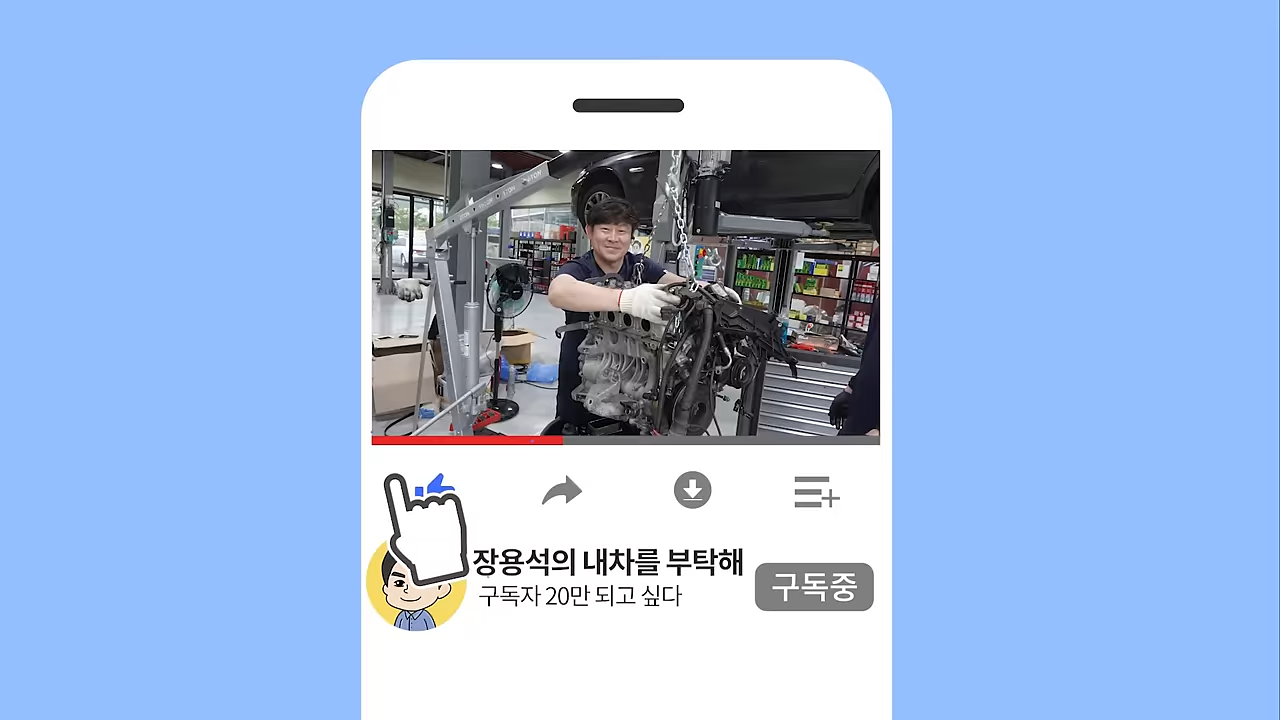 장용석의 내차를 부탁해
구독자 20만 되고 싶다
구독중